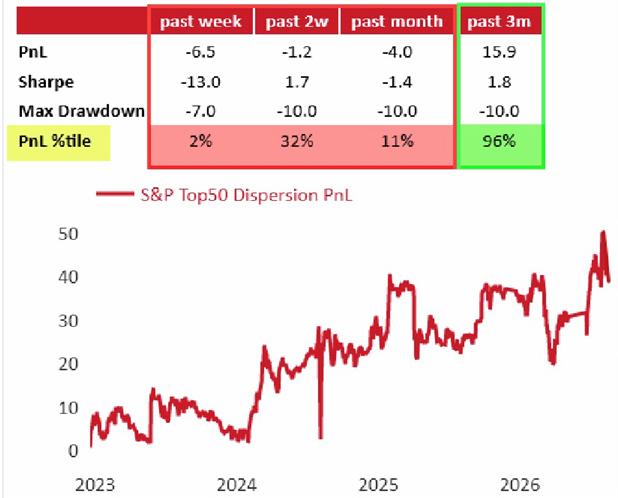 past week past 2w past month past 3m
PnL -6.5 -1.2 -4.0 15.9
Sharpe -13.0 1.7 -1.4 1.8
Max Drawdown -7.0 -10.0 -10.0 -10.0
PnL %tile 2% 32% 11% 96%
S&P Top50 Dispersion PnL
50
40
30
20
10
0
2023 2024 2025 2026